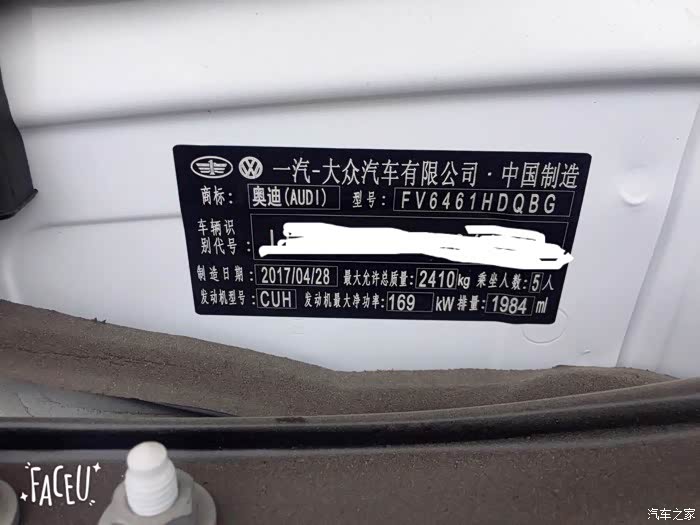 一汽-大众汽车有限公司·中国制造
商标: 奥迪(AUDI) 型号: FV6461HDQBG
车辆识
别代号:
制造日期: 2017/04/28 最大允许总质量: 2410kg 乘坐人数: 5人
发动机型号: CUH 发动机最大净功率: 169 kW 排量: 1984 ml
FACEU
汽车之家